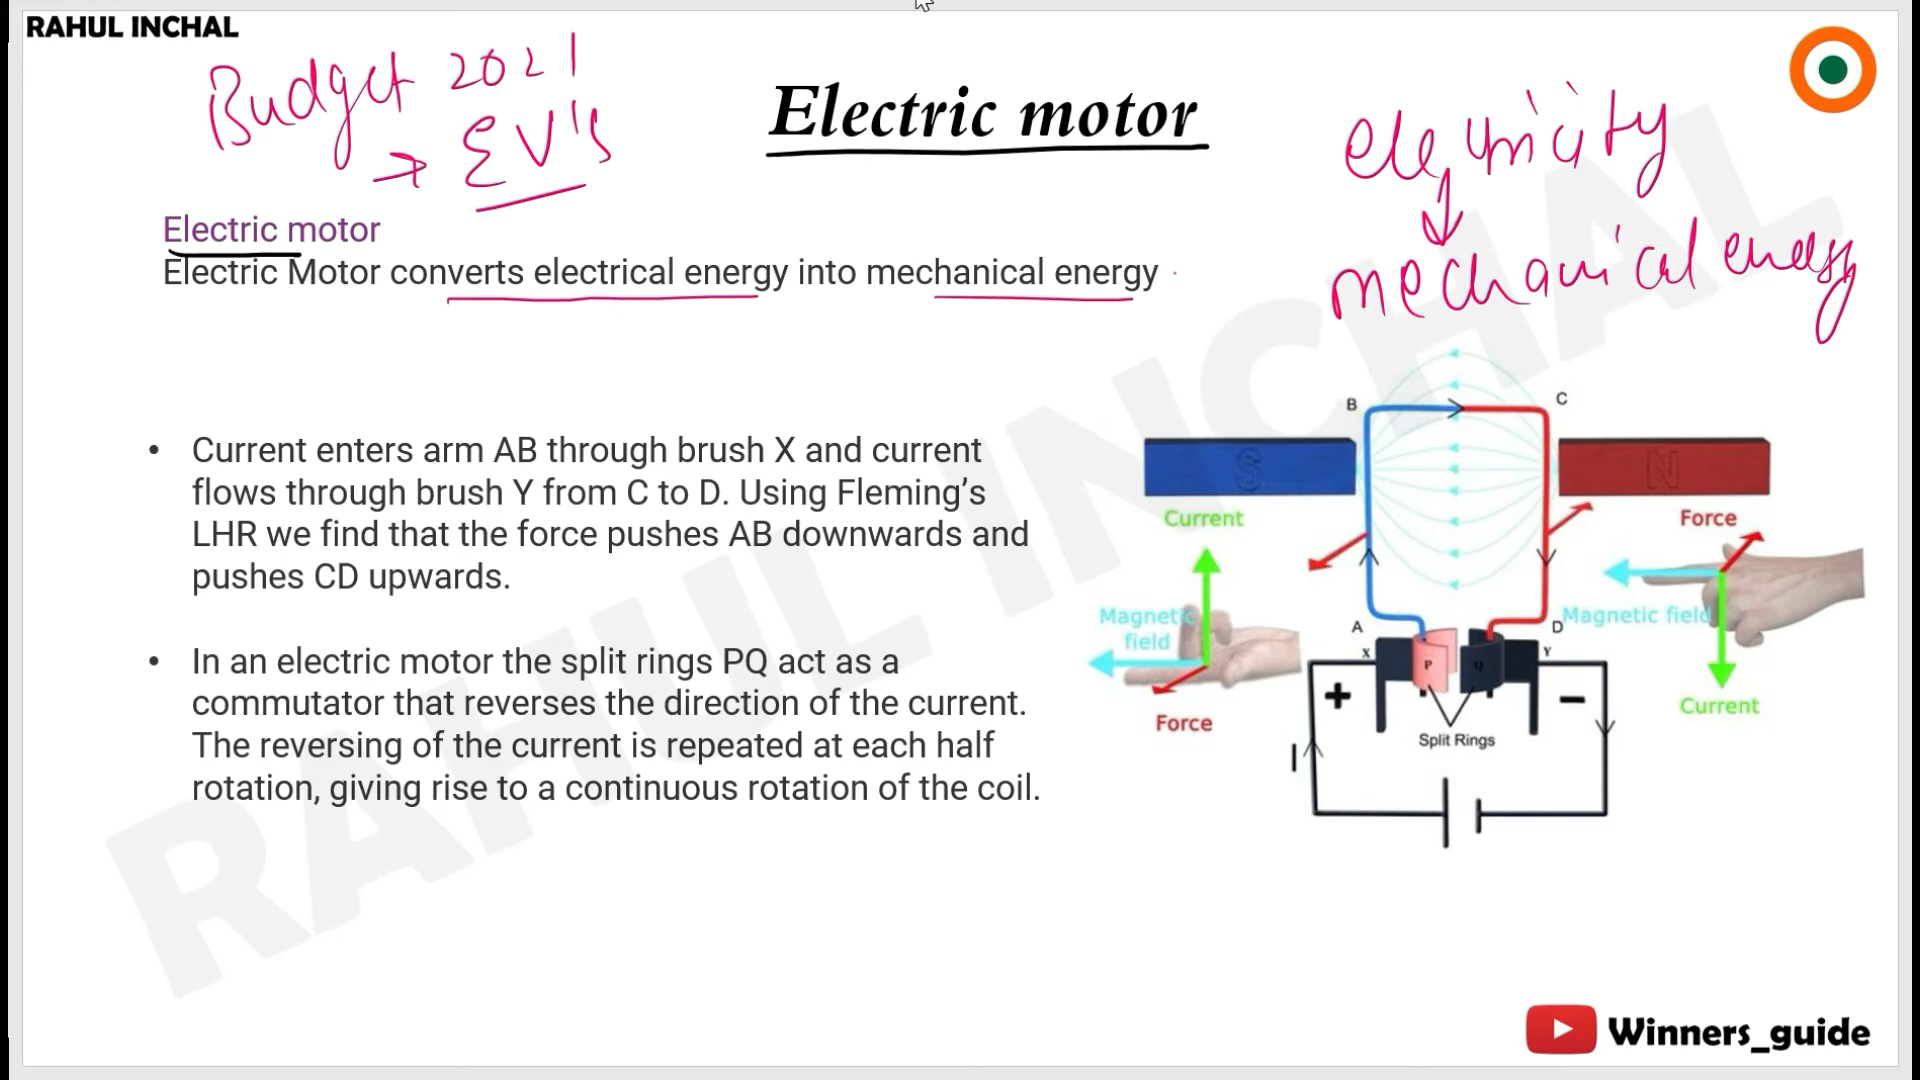 RAHUL INCHAL
Budget 2021
→ EV's
Electric motor
electricity
↓
mechanical energy
Electric motor
Electric Motor converts electrical energy into mechanical energy
• Current enters arm AB through brush X and current
flows through brush Y from C to D. Using Fleming’s
LHR we find that the force pushes AB downwards and
pushes CD upwards.
• In an electric motor the split rings PQ act as a
commutator that reverses the direction of the current.
The reversing of the current is repeated at each half
rotation, giving rise to a continuous rotation of the coil.
B
C
S
N
Current
Force
Magnetic
field
Magnetic field
A
D
X
Y
P
Q
+
−
Force
Current
Split Rings
I
RAHUL INCHAL
Winners_guide